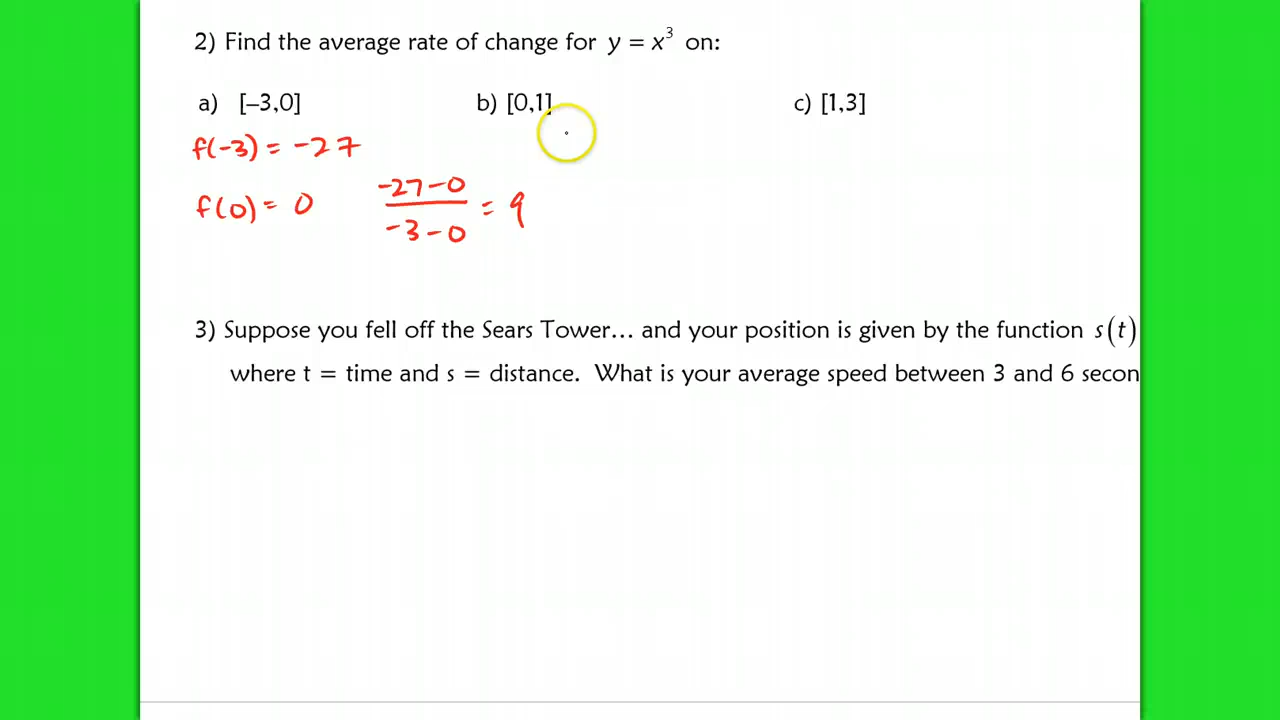 2) Find the average rate of change for y = x³ on:
a) [–3,0]
b) [0,1]
c) [1,3]
f(-3) = -27
f(0) = 0
-27-0
-3-0
= 9
3) Suppose you fell off the Sears Tower... and your position is given by the function s(t)
where t = time and s = distance. What is your average speed between 3 and 6 secon